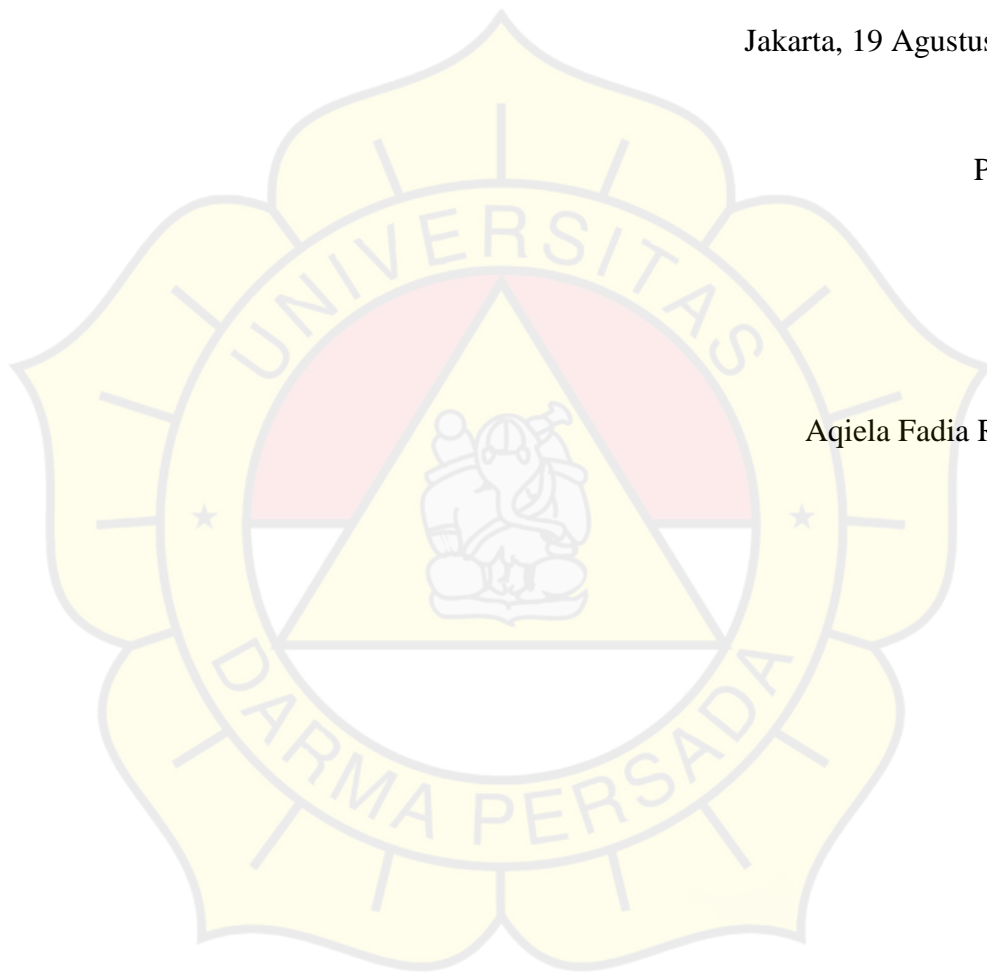 Jakarta, 19 Agustus
P
UNIVERSITAS
Aqiela Fadia R
DARMA PERSADA